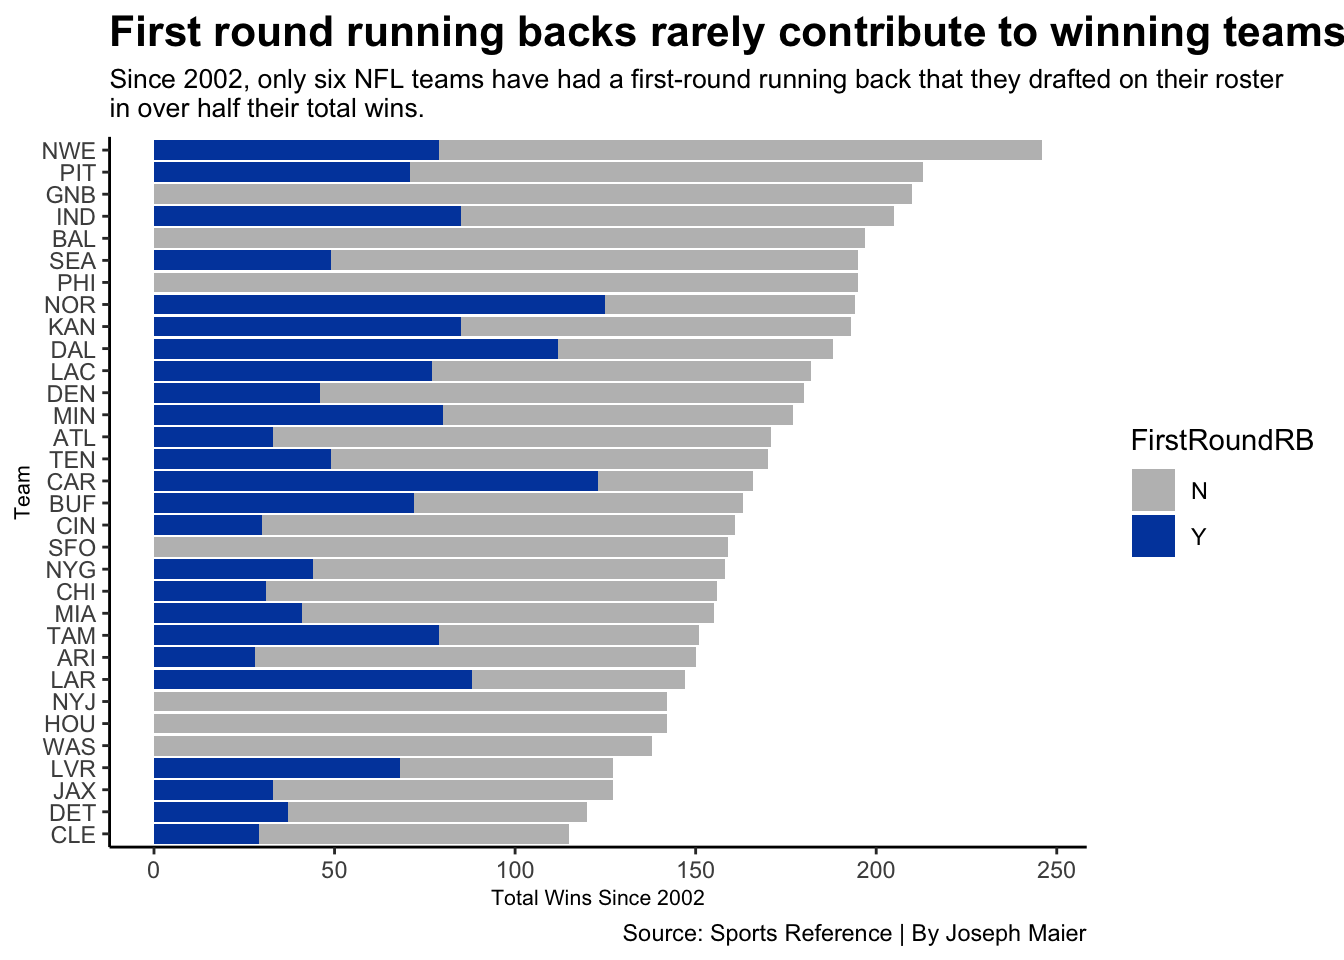 First round running backs rarely contribute to winning teams
Since 2002, only six NFL teams have had a first-round running back that they drafted on their roster
in over half their total wins.
NWE
PIT
GNB
IND
BAL
SEA
PHI
NOR
KAN
DAL
LAC
DEN
MIN
ATL
TEN
CAR
BUF
CIN
SFO
NYG
CHI
MIA
TAM
ARI
LAR
NYJ
HOU
WAS
LVR
JAX
DET
CLE
Team
FirstRoundRB
N
Y
0 50 100 150 200 250
Total Wins Since 2002
Source: Sports Reference | By Joseph Maier